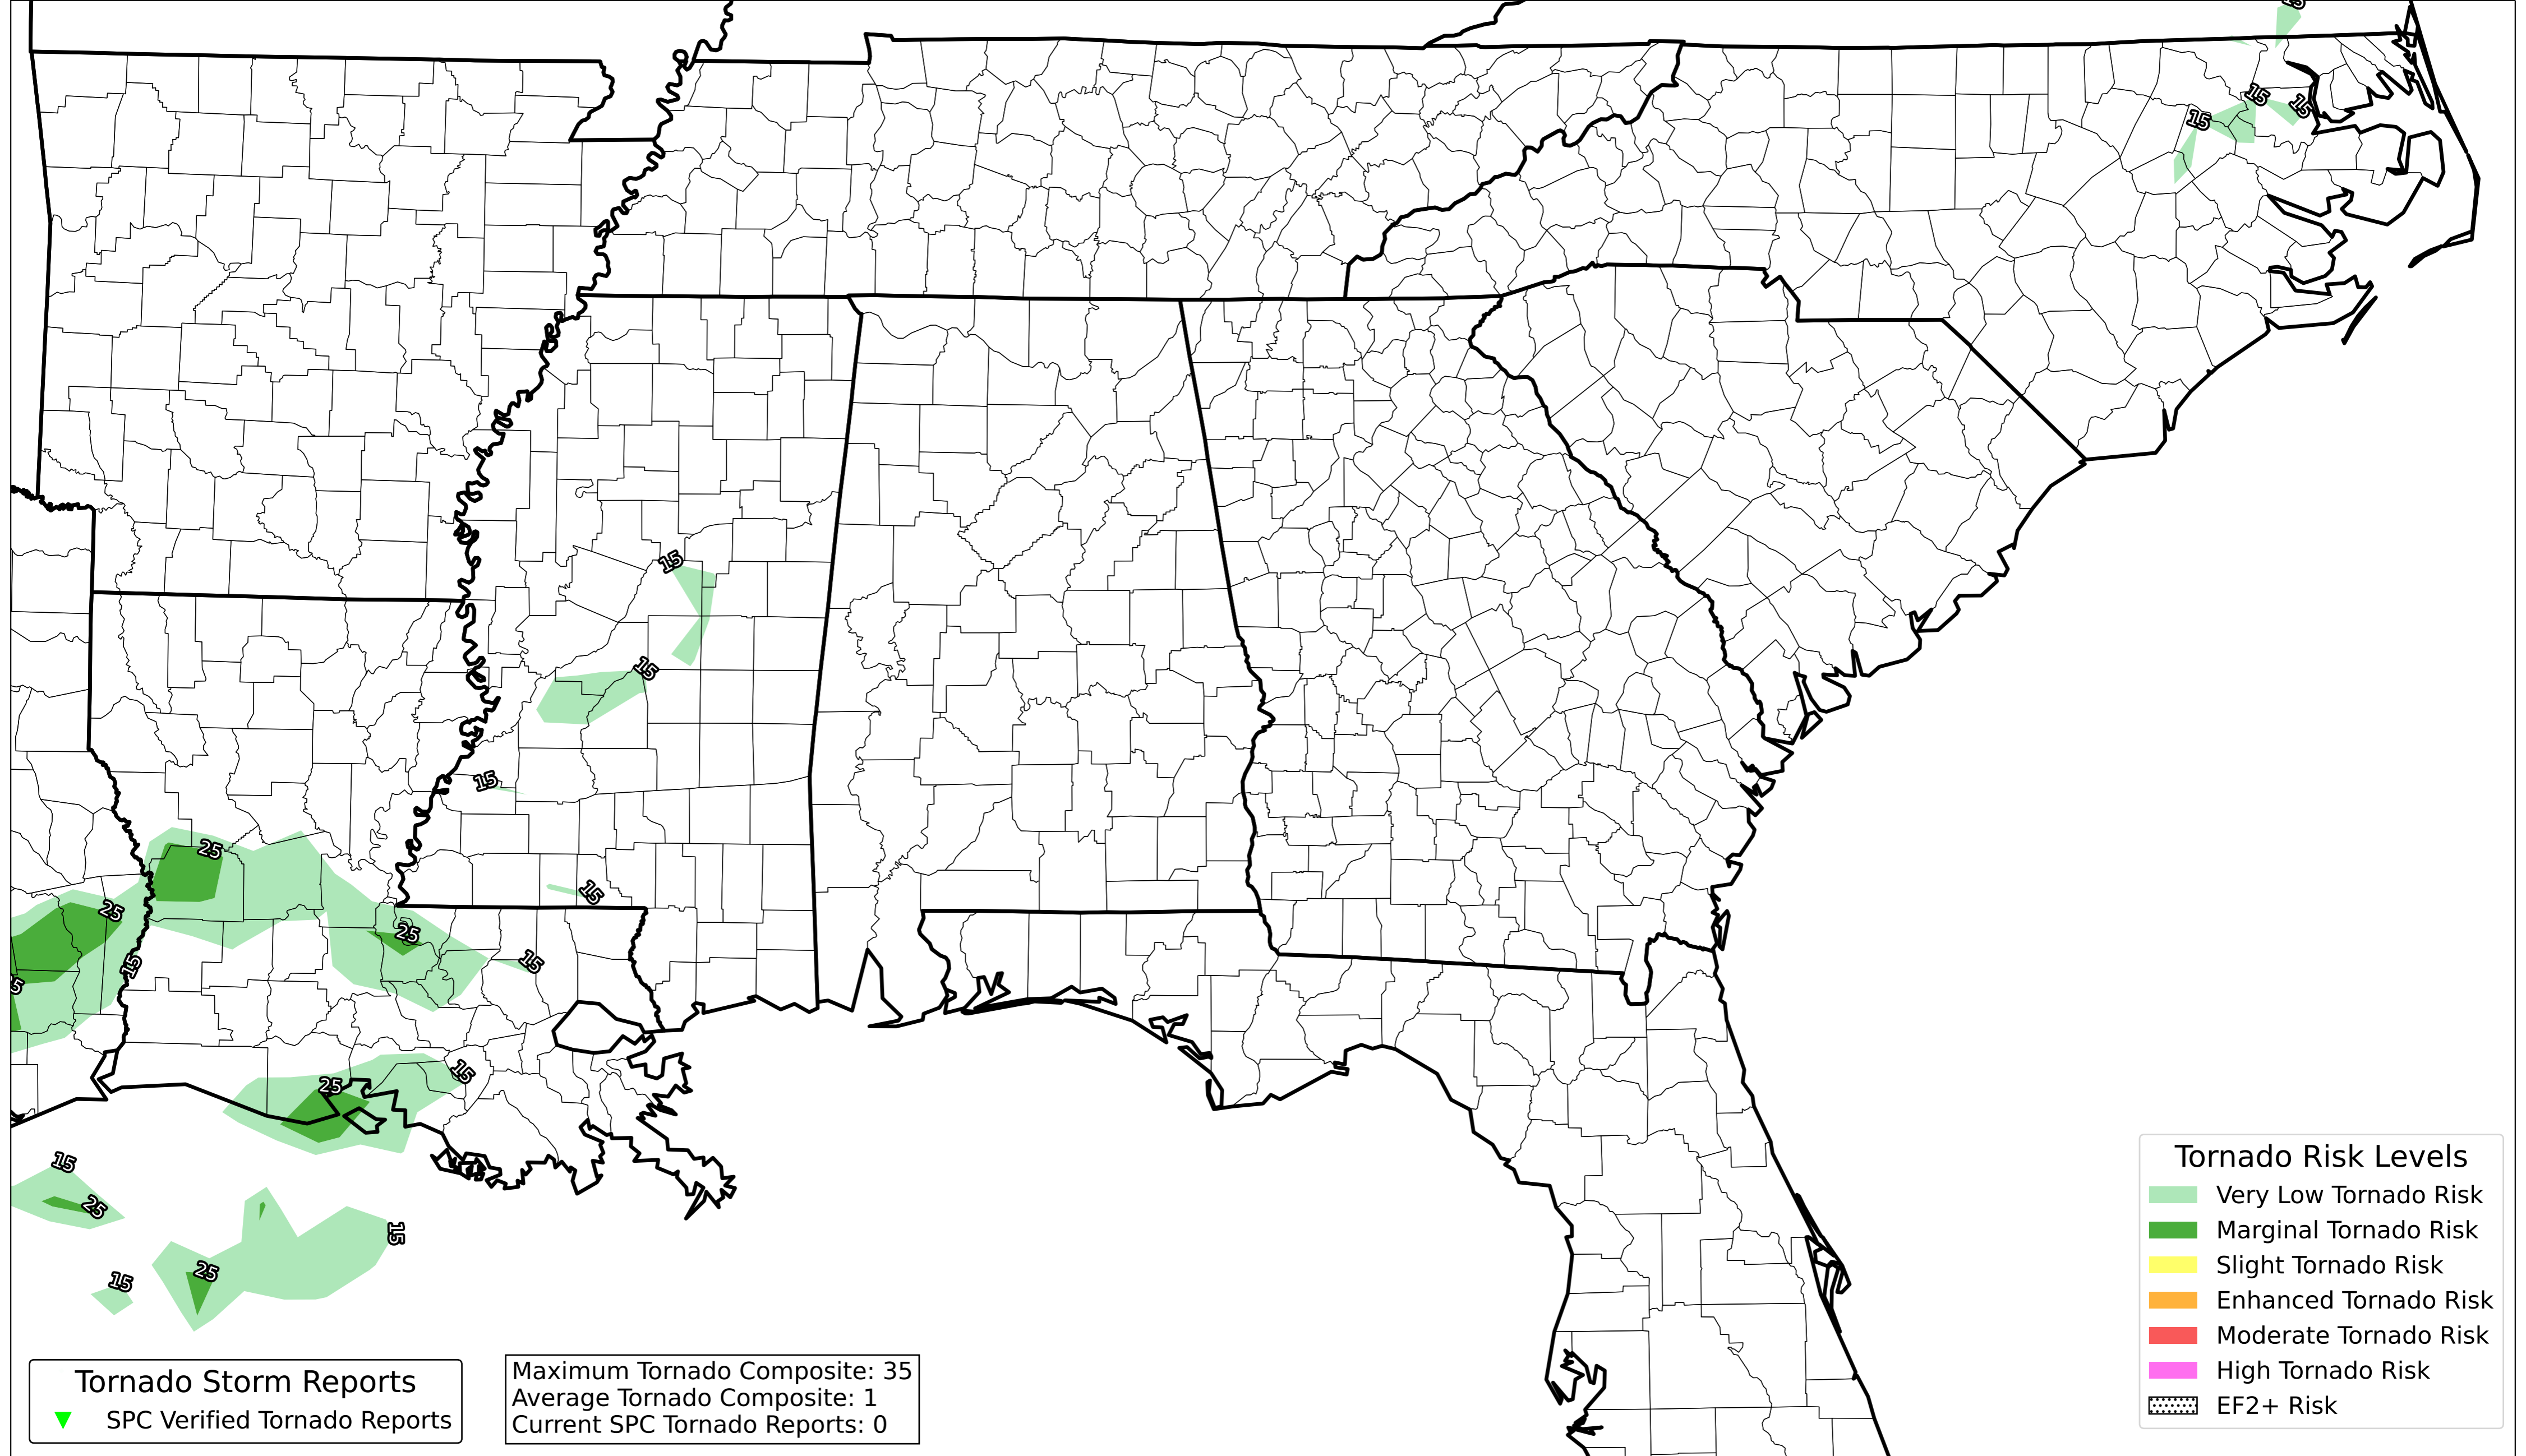 15
15
15
15
15
15
15
25
15
25
25
15
15
5
15
25
15
25
15
25
15
Tornado Risk Levels
Very Low Tornado Risk
Marginal Tornado Risk
Slight Tornado Risk
Enhanced Tornado Risk
Moderate Tornado Risk
High Tornado Risk
EF2+ Risk
Tornado Storm Reports
SPC Verified Tornado Reports
Maximum Tornado Composite: 35
Average Tornado Composite: 1
Current SPC Tornado Reports: 0